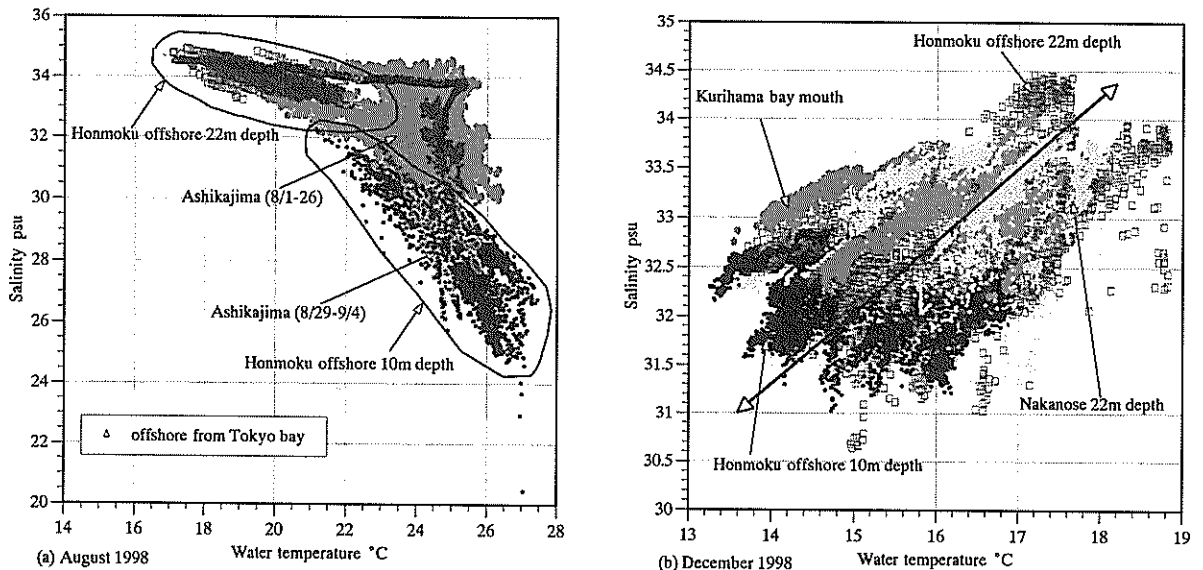 36
34
32
30
28
26
24
22
20
Salinity psu
Honmoku offshore 22m depth
Ashikajima (8/1-26)
Ashikajima (8/29-9/4)
Honmoku offshore 10m depth
△ offshore from Tokyo bay
14 16 18 20 22 24 26 28
(a) August 1998 Water temperature °C
35
34.5
34
33.5
33
32.5
32
31.5
31
30.5
30
Salinity psu
Honmoku offshore 22m depth
Kurihama bay mouth
Nakanose 22m depth
Honmoku offshore 10m depth
13 14 15 16 17 18 19
(b) December 1998 Water temperature °C